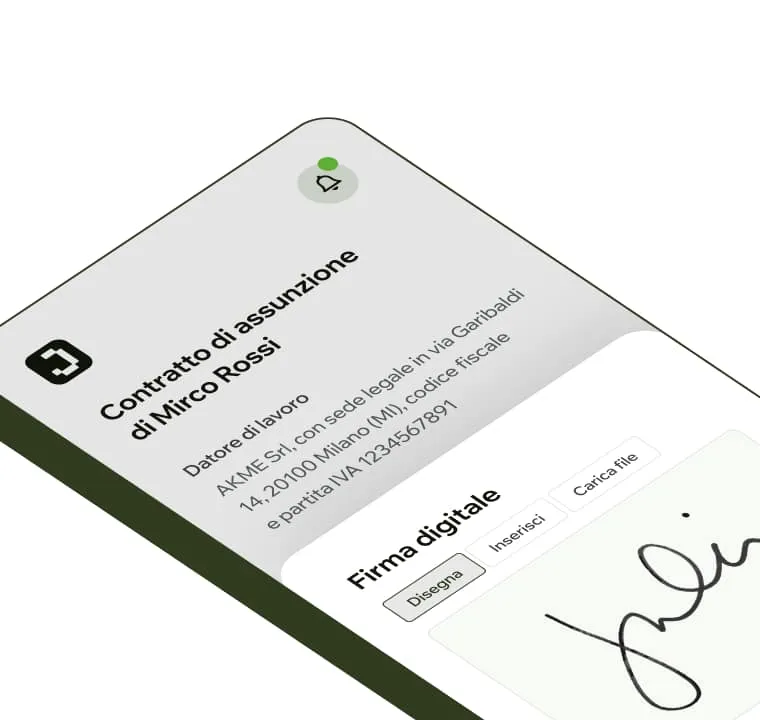 Contratto di assunzione
di Mirco Rossi
Datore di lavoro
AKME Srl, con sede legale in via Garibaldi
14, 20100 Milano (MI), codice fiscale
e partita IVA 1234567891
Firma digitale
Disegna
Inserisci
Carica file